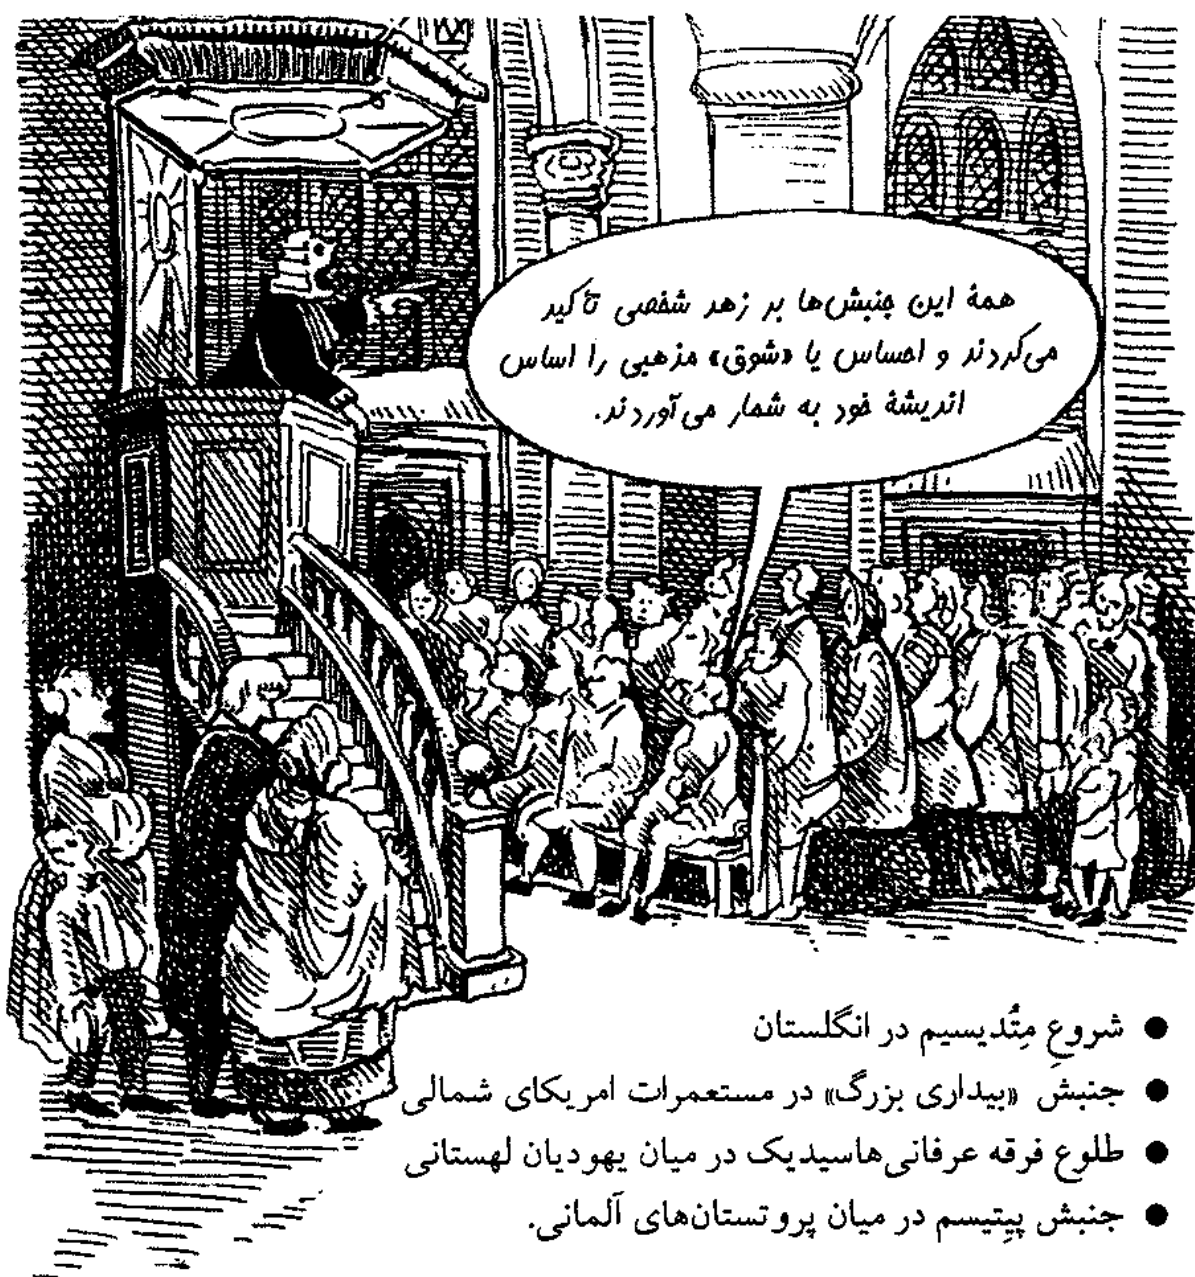 همهٔ این جنبش‌ها بر زهد شخصی تأکید
می‌کردند و احساس یا «شوق» مذهبی را اساس
اندیشهٔ خود به شمار می‌آوردند.
● شروعِ مِتُدیسیم در انگلستان
● جنبش «بیداری بزرگ» در مستعمرات امریکای شمالی
● طلوع فرقه عرفانی‌هاسیدیک در میان یهودیان لهستانی
● جنبش پیِتیسم در میان پروتستان‌های آلمانی.